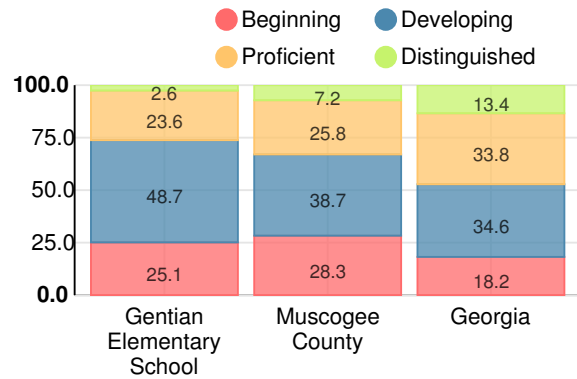 Beginning
Developing
Proficient
Distinguished
100.0
75.0
50.0
25.0
0.0
2.6
23.6
48.7
25.1
7.2
25.8
38.7
28.3
13.4
33.8
34.6
18.2
Gentian
Elementary
School
Muscogee
County
Georgia